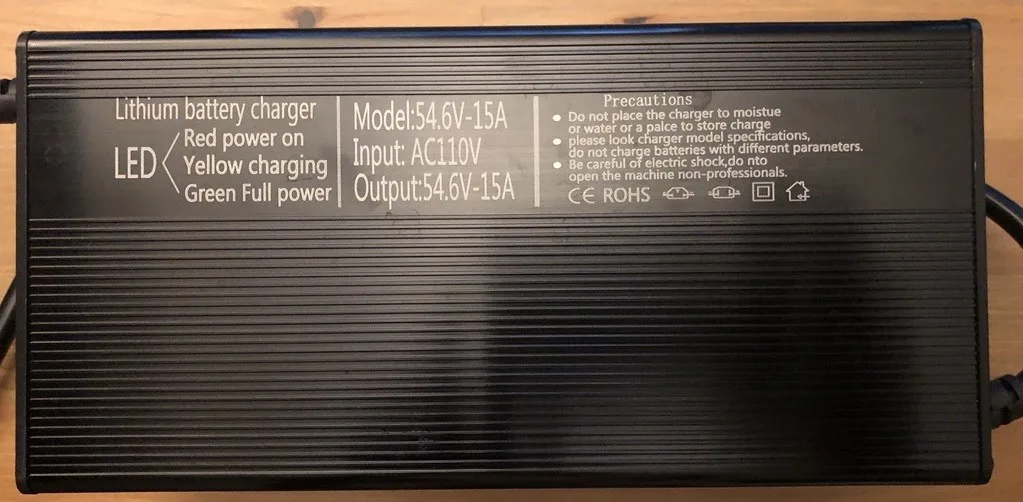 Lithium battery charger
LED
Red power on
Yellow charging
Green Full power
Model:54.6V-15A
Input: AC110V
Output:54.6V-15A
Precautions
● Do not place the charger to moistue
or water or a palce to store charge
● please look charger model specifications,
do not charge batteries with different parameters.
● Be careful of electric shock,do nto
open the machine non-professionals.
CE ROHS